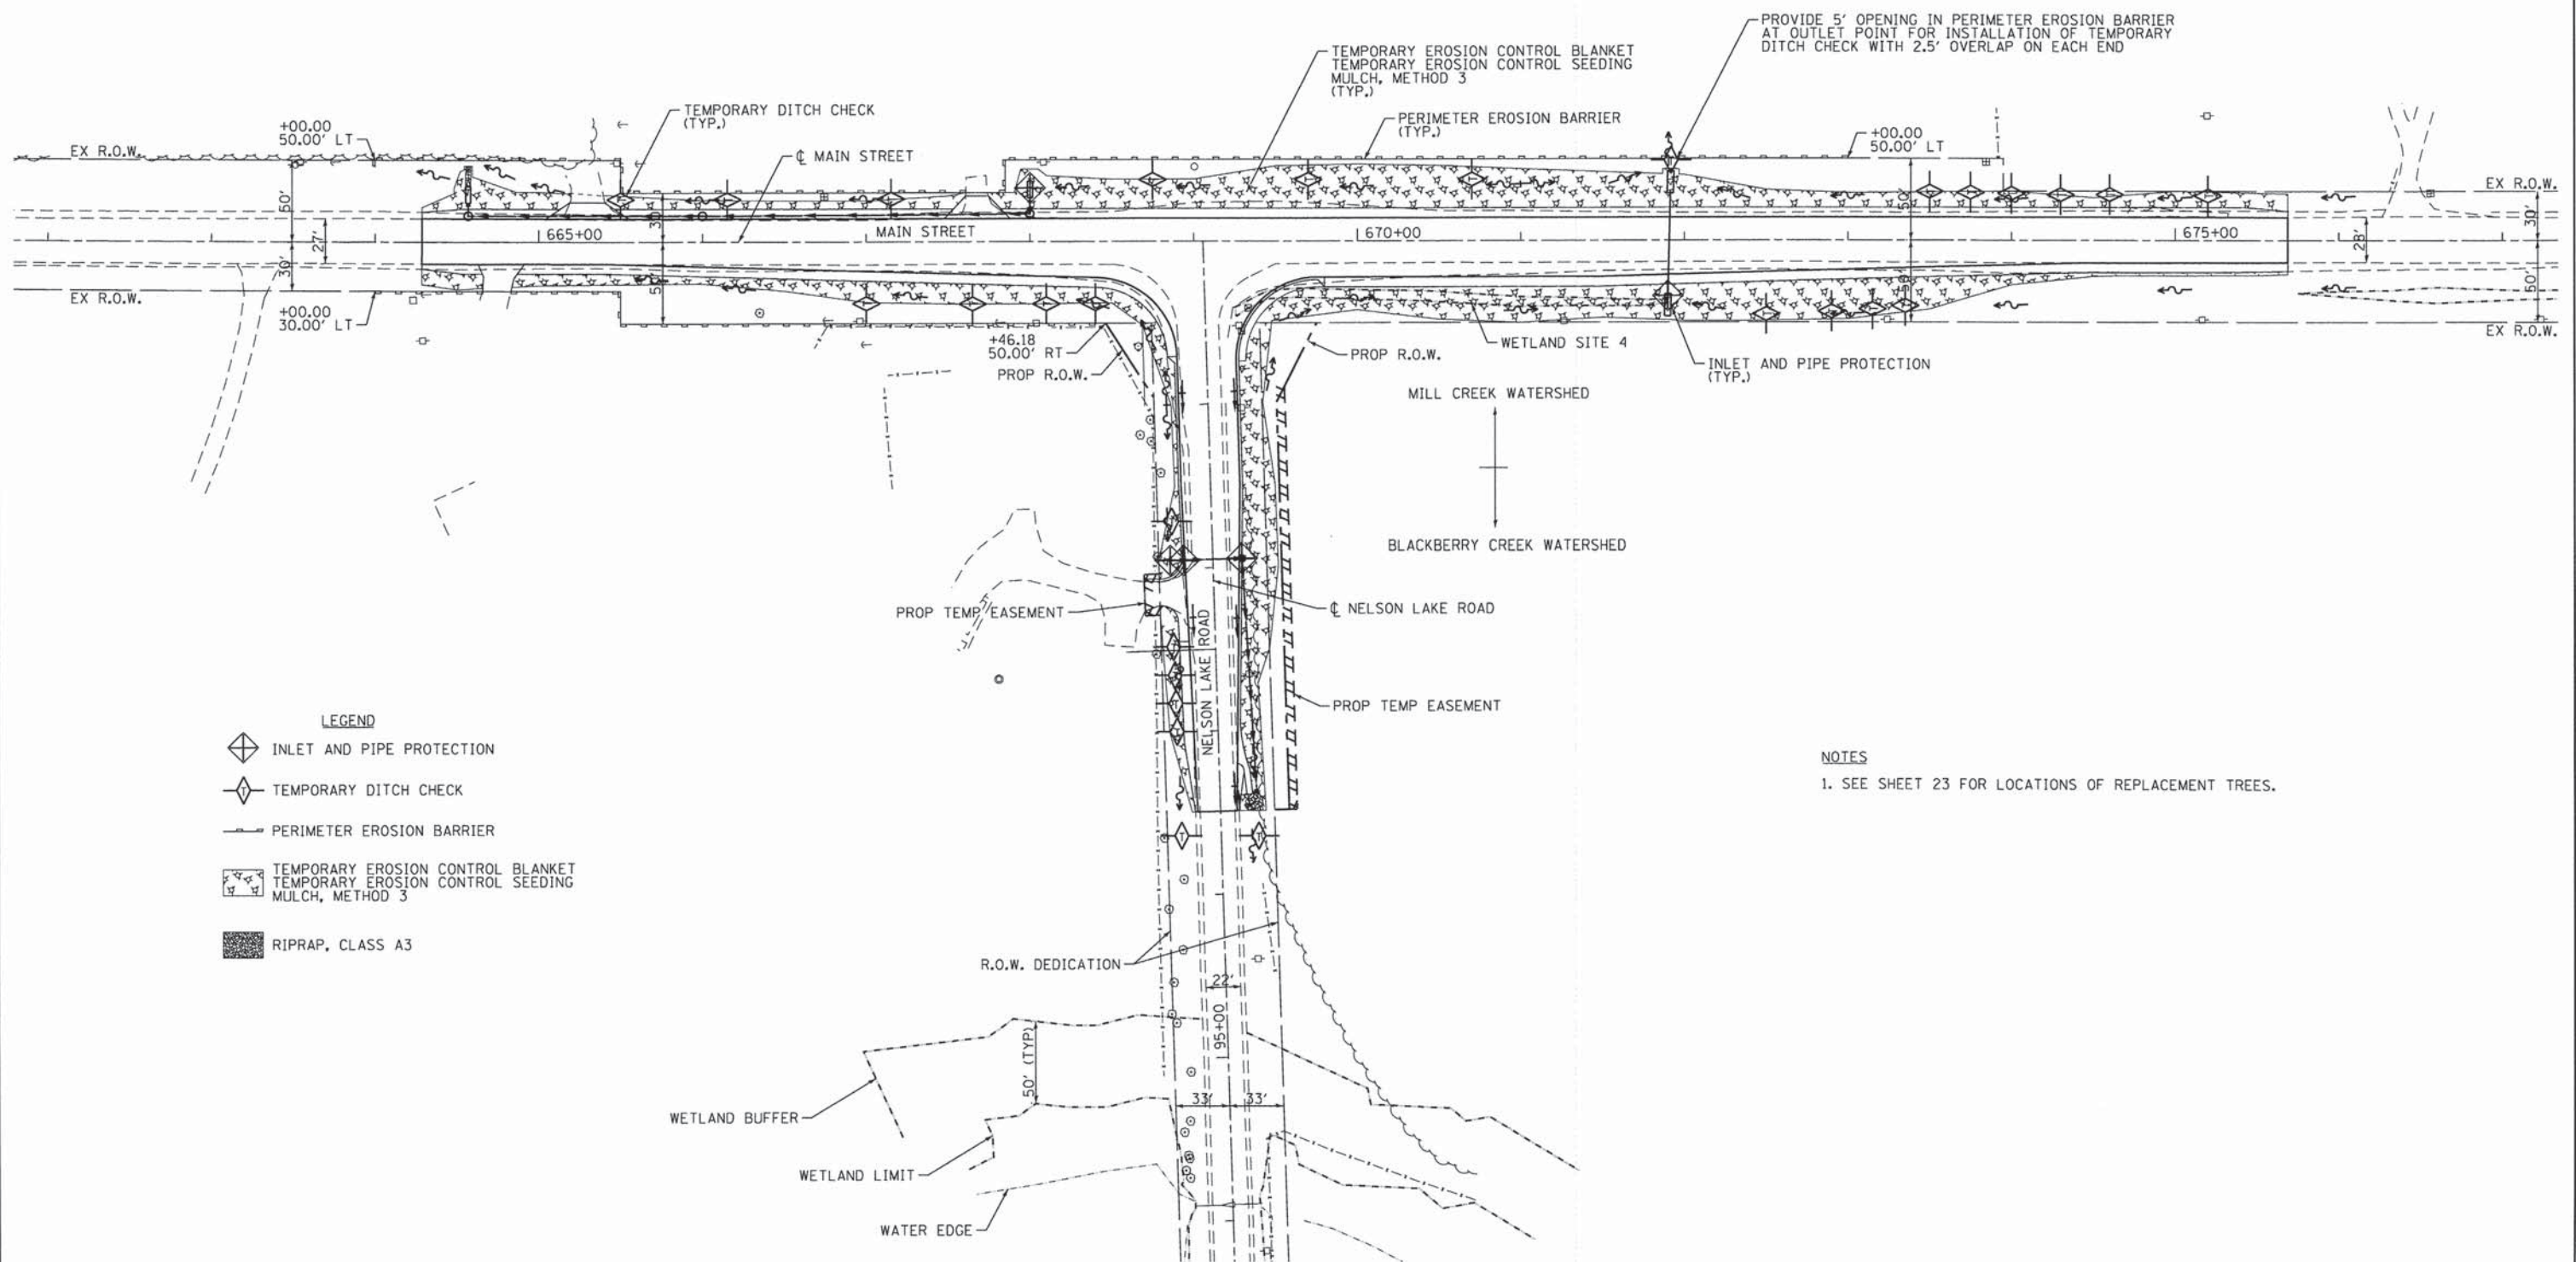 PROVIDE 5' OPENING IN PERIMETER EROSION BARRIER
AT OUTLET POINT FOR INSTALLATION OF TEMPORARY
DITCH CHECK WITH 2.5' OVERLAP ON EACH END
TEMPORARY EROSION CONTROL BLANKET
TEMPORARY EROSION CONTROL SEEDING
MULCH, METHOD 3
(TYP.)
TEMPORARY DITCH CHECK
(TYP.)
PERIMETER EROSION BARRIER
(TYP.)
+00.00
50.00' LT
℄ MAIN STREET
+00.00
50.00' LT
EX R.O.W.
EX R.O.W.
50'
30'
27'
30'
50'
50'
50'
30'
28'
50'
665+00
MAIN STREET
670+00
675+00
EX R.O.W.
EX R.O.W.
+00.00
30.00' LT
+46.18
50.00' RT
PROP R.O.W.
PROP R.O.W.
WETLAND SITE 4
INLET AND PIPE PROTECTION
(TYP.)
MILL CREEK WATERSHED
BLACKBERRY CREEK WATERSHED
PROP TEMP EASEMENT
℄ NELSON LAKE ROAD
NELSON LAKE ROAD
PROP TEMP EASEMENT
LEGEND
INLET AND PIPE PROTECTION
T TEMPORARY DITCH CHECK
PERIMETER EROSION BARRIER
TEMPORARY EROSION CONTROL BLANKET
TEMPORARY EROSION CONTROL SEEDING
MULCH, METHOD 3
RIPRAP, CLASS A3
NOTES
1. SEE SHEET 23 FOR LOCATIONS OF REPLACEMENT TREES.
R.O.W. DEDICATION
22'
95+00
50' (TYP)
33'
33'
WETLAND BUFFER
WETLAND LIMIT
WATER EDGE